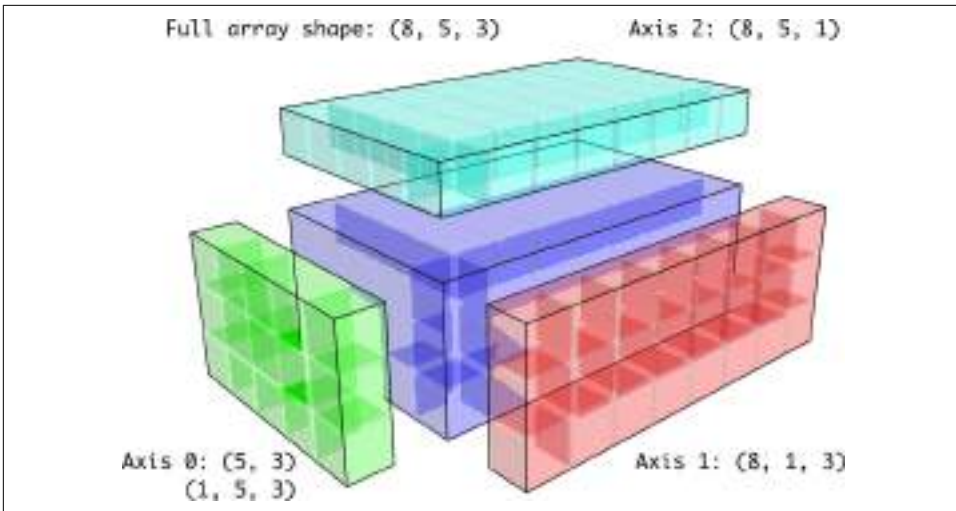 Full array shape: (8, 5, 3)
Axis 2: (8, 5, 1)
Axis 0: (5, 3)
(1, 5, 3)
Axis 1: (8, 1, 3)